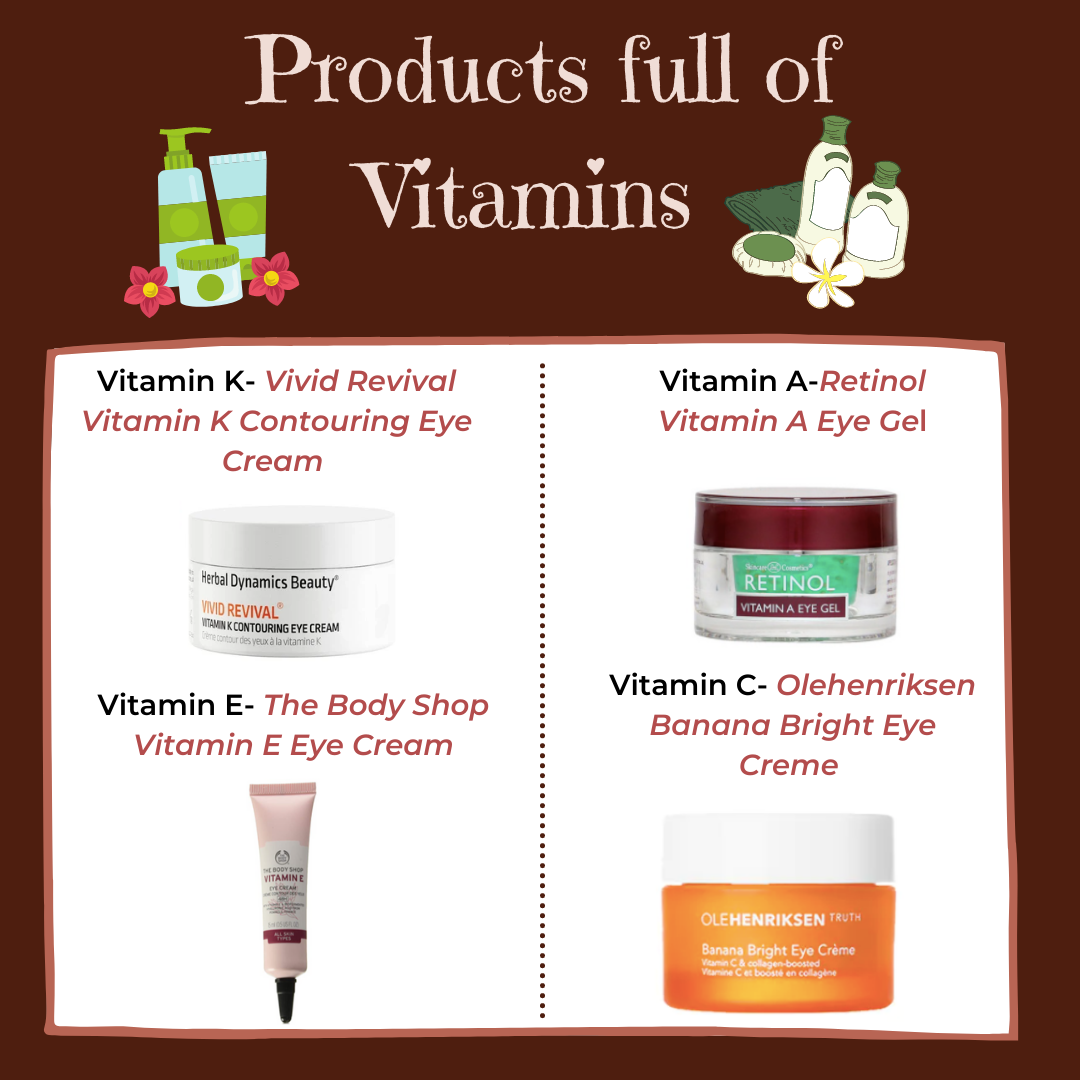 Products full of
Vitamins
Vitamin K- Vivid Revival
Vitamin K Contouring Eye
Cream
Herbal Dynamics Beauty®
VIVID REVIVAL®
VITAMIN K CONTOURING EYE CREAM
Crème contour des yeux à la vitamine K
Vitamin E- The Body Shop
Vitamin E Eye Cream
THE BODY SHOP
VITAMIN E
EYE CREAM
ALL SKIN
TYPES
Vitamin A-Retinol
Vitamin A Eye Gel
Skincare Cosmetics®
RETINOL
VITAMIN A EYE GEL
Vitamin C- Olehenriksen
Banana Bright Eye
Creme
OLEHENRIKSEN TRUTH
Banana Bright Eye Crème
Vitamin C & collagen-boosted
Vitamine C et boosté en collagène